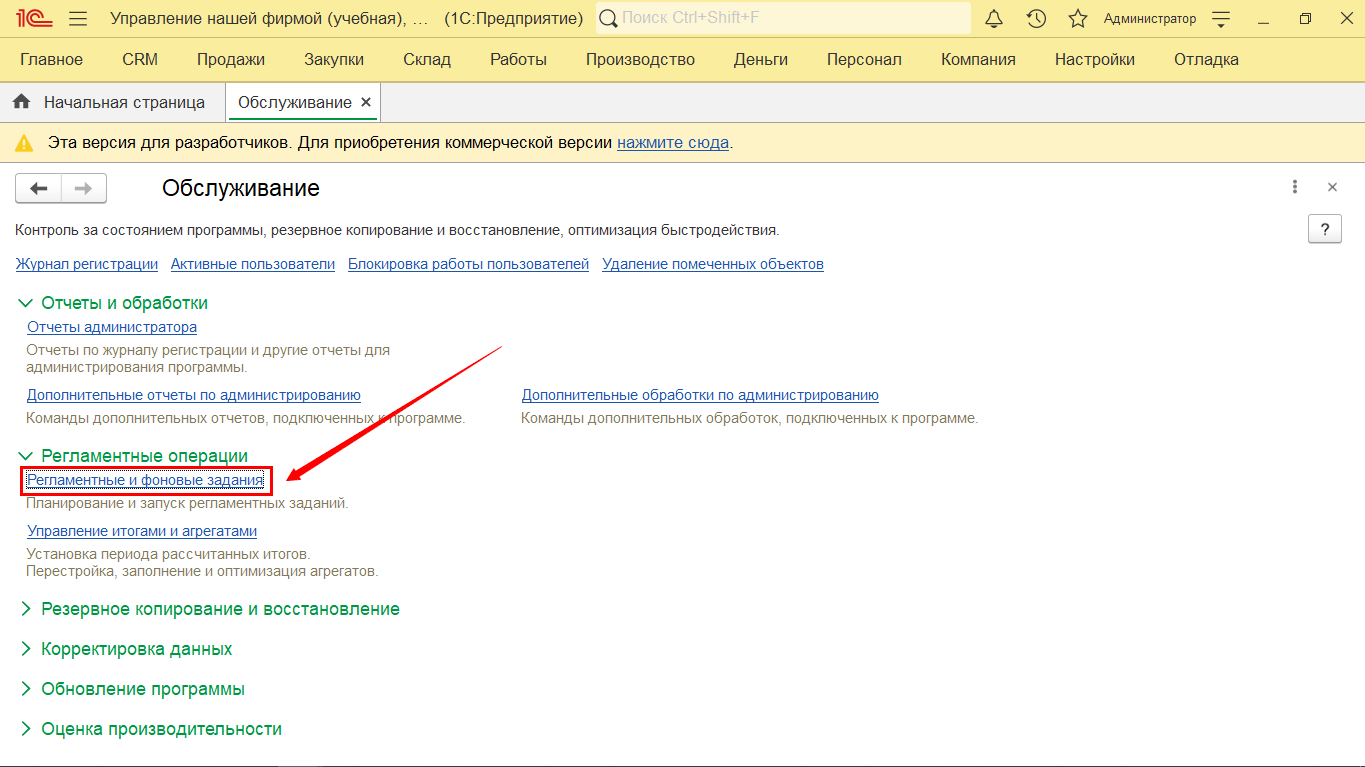 1С Управление нашей фирмой (учебная), ... (1С:Предприятие) Поиск Ctrl+Shift+F Администратор
Главное CRM Продажи Закупки Склад Работы Производство Деньги Персонал Компания Настройки Отладка
Начальная страница Обслуживание
Эта версия для разработчиков. Для приобретения коммерческой версии нажмите сюда.
Обслуживание
Контроль за состоянием программы, резервное копирование и восстановление, оптимизация быстродействия. ?
Журнал регистрации Активные пользователи Блокировка работы пользователей Удаление помеченных объектов
Отчеты и обработки
Отчеты администратора
Отчеты по журналу регистрации и другие отчеты для
администрирования программы.
Дополнительные отчеты по администрированию Дополнительные обработки по администрированию
Команды дополнительных отчетов, подключенных к программе. Команды дополнительных обработок, подключенных к программе.
Регламентные операции
Регламентные и фоновые задания
Планирование и запуск регламентных заданий.
Управление итогами и агрегатами
Установка периода рассчитанных итогов.
Перестройка, заполнение и оптимизация агрегатов.
Резервное копирование и восстановление
Корректировка данных
Обновление программы
Оценка производительности